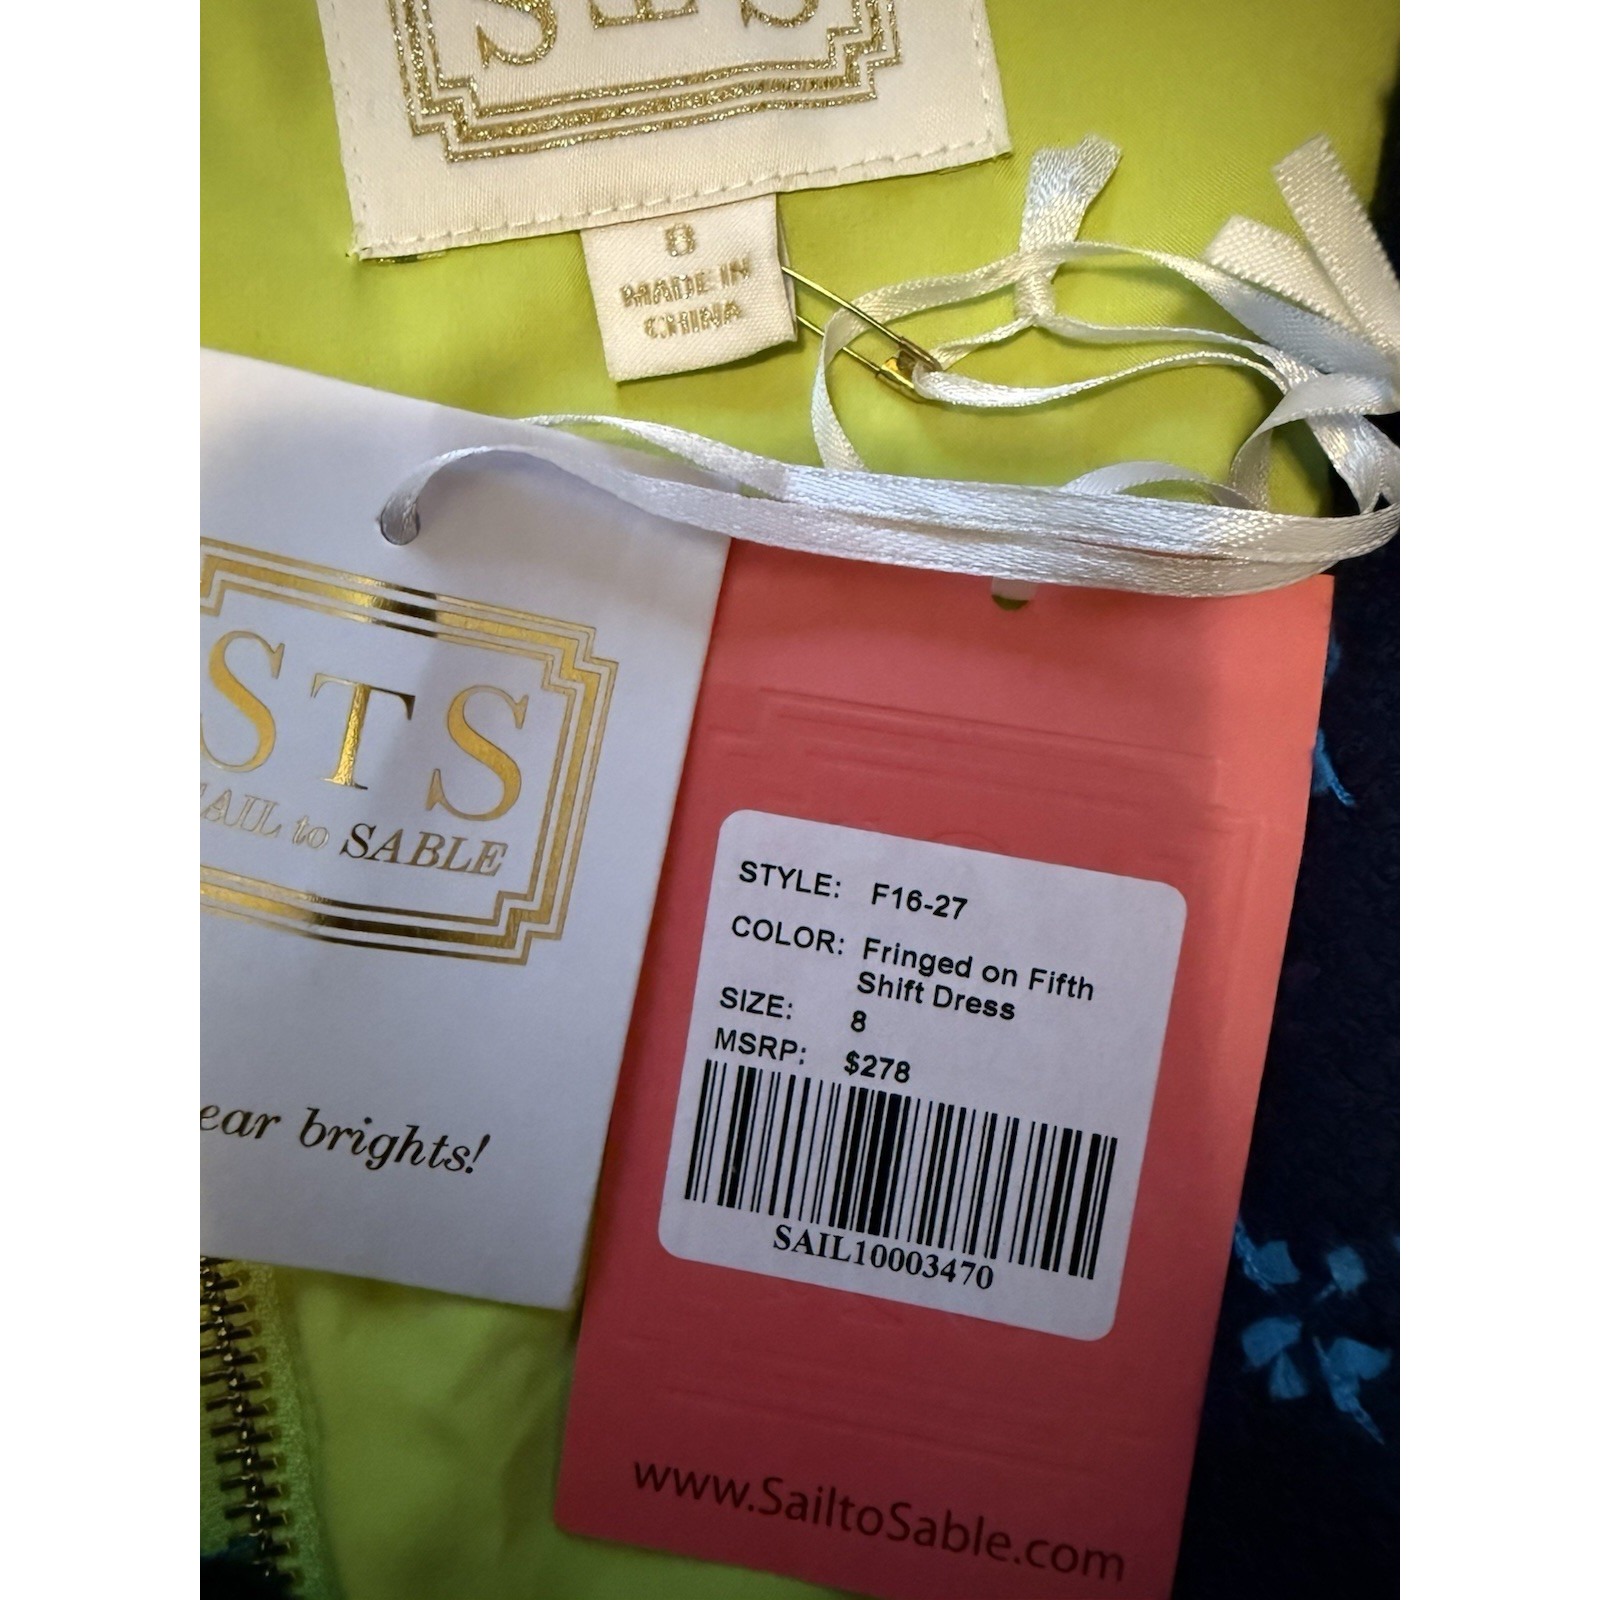 STS
8
MADE IN
CHINA
STS
SAIL to SABLE
ear brights!
STYLE: F16-27
COLOR: Fringed on Fifth
Shift Dress
SIZE: 8
MSRP: $278
SAIL10003470
www.SailtoSable.com